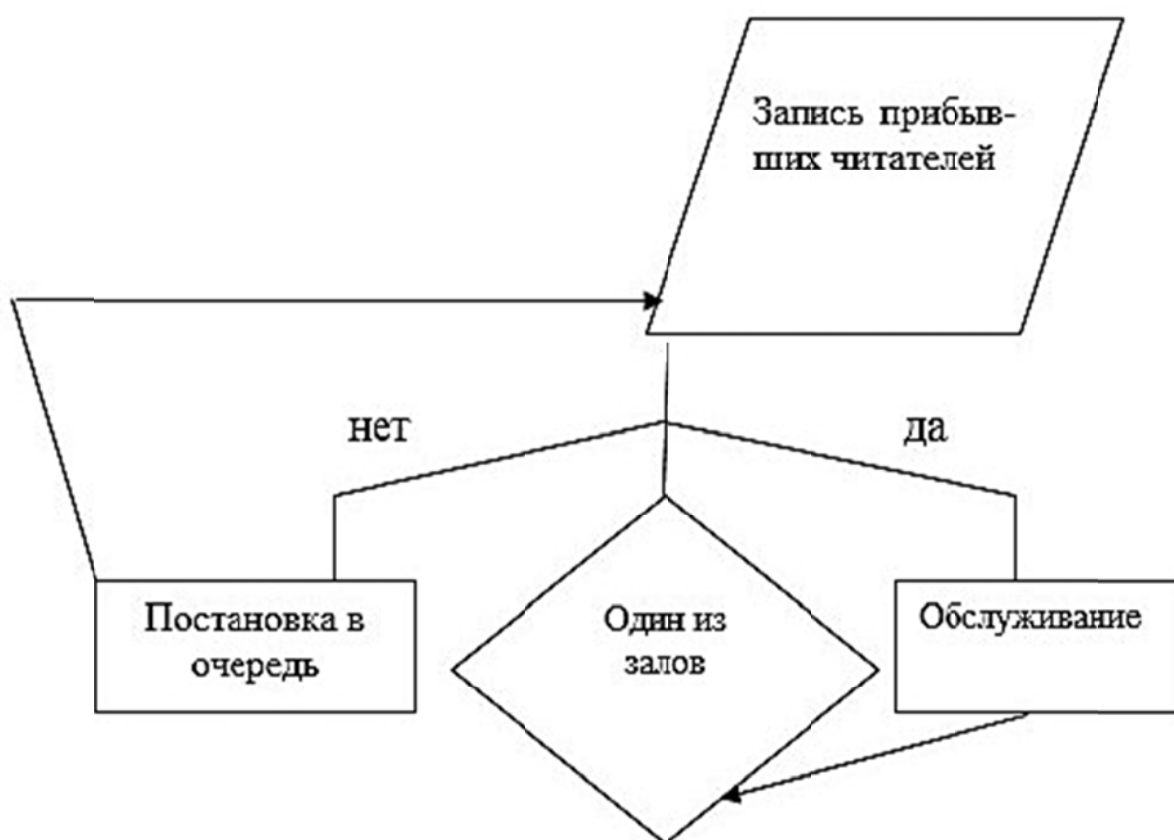 Запись прибыв-
ших читателей
нет
да
Постановка в
очередь
Один из
залов
Обслуживание